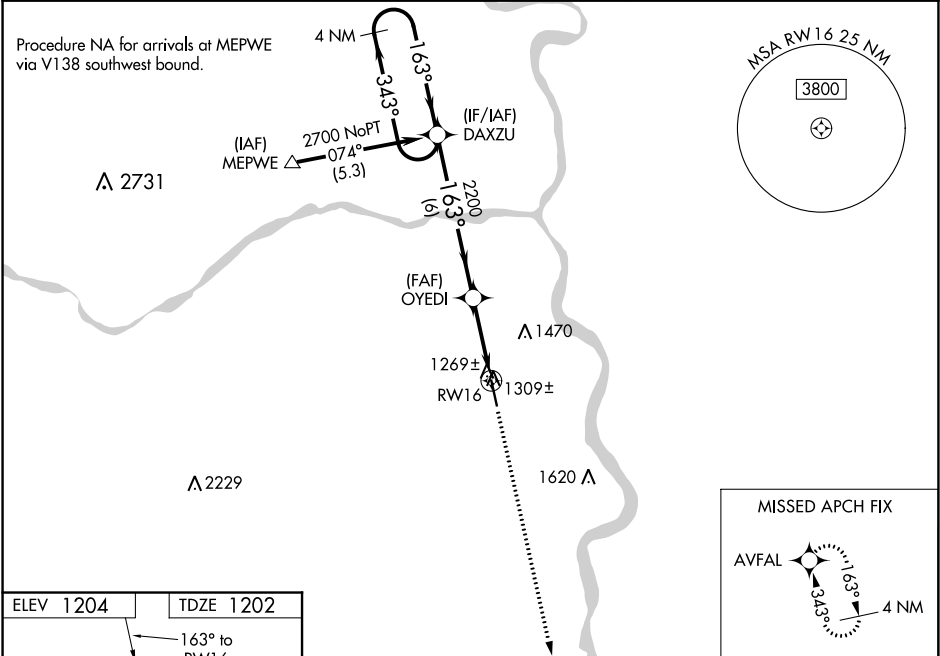 Procedure NA for arrivals at MEPWE
via V138 southwest bound.
4 NM
163°
343°
(IF/IAF)
DAXZU
(IAF)
MEPWE
2700 NoPT
074°
(5.3)
2731
2200
163°
(6)
(FAF)
OYEDI
1470
1269±
RW16
1309±
2229
1620
MSA RW16 25 NM
3800
MISSED APCH FIX
AVFAL
163°
343°
4 NM
ELEV 1204
TDZE 1202
163° to
RW16